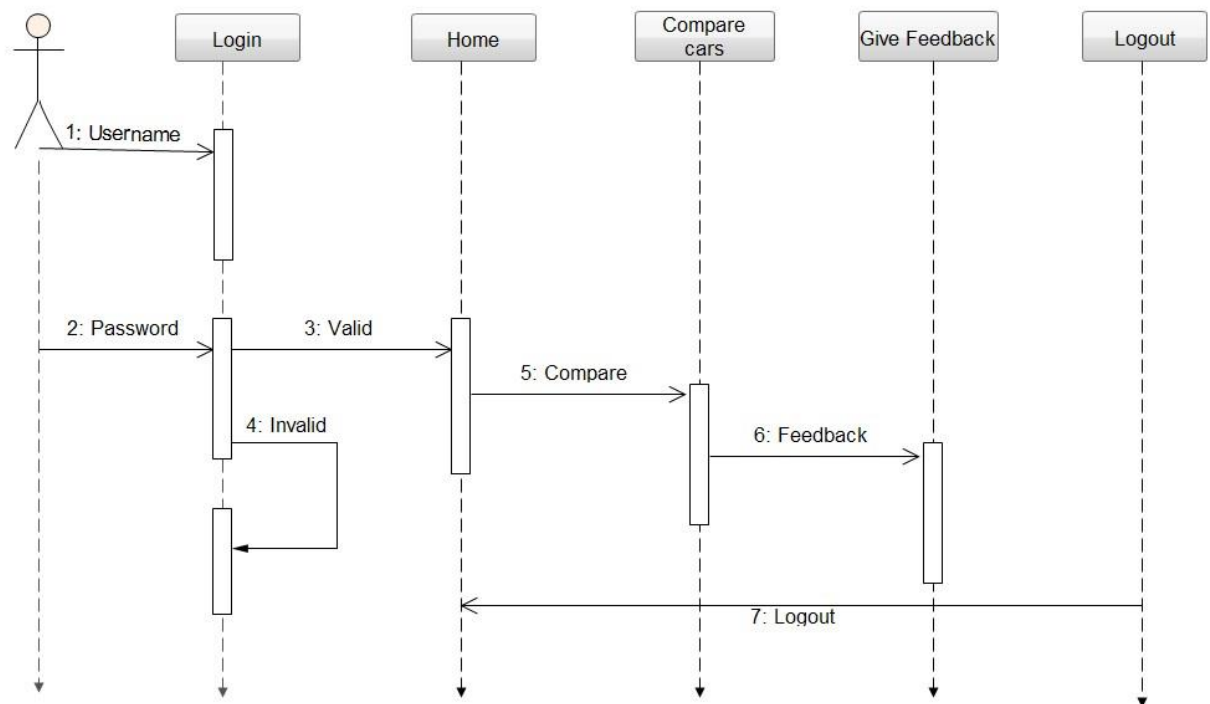 Login
Home
Compare
cars
Give Feedback
Logout
1: Username
2: Password
3: Valid
5: Compare
4: Invalid
6: Feedback
7: Logout